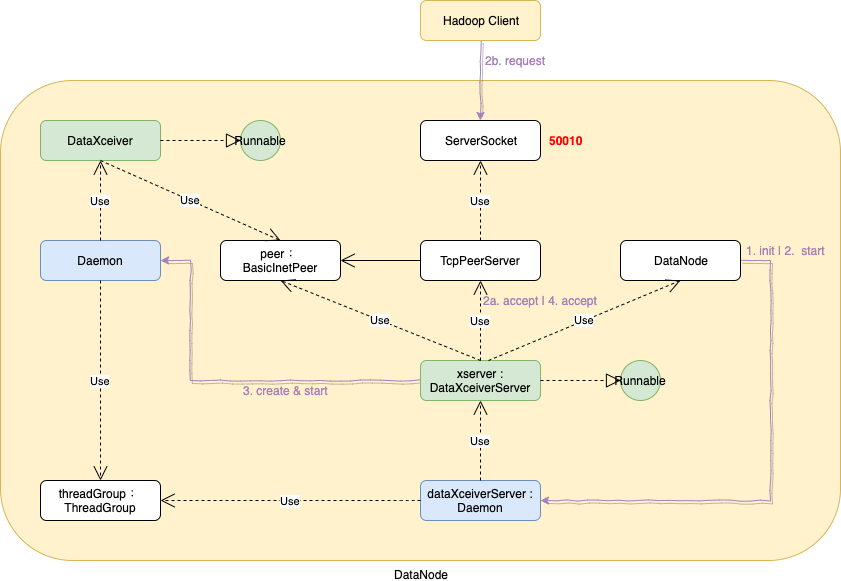 Hadoop Client
2b. request
DataXceiver
Runnable
ServerSocket
50010
Use
Use
Use
Daemon
peer：
BasicInetPeer
TcpPeerServer
DataNode
1. init | 2. start
2a. accept | 4. accept
Use
Use
Use
xserver :
DataXceiverServer
Runnable
Use
3. create & start
Use
threadGroup：
ThreadGroup
Use
dataXceiverServer :
Daemon
DataNode